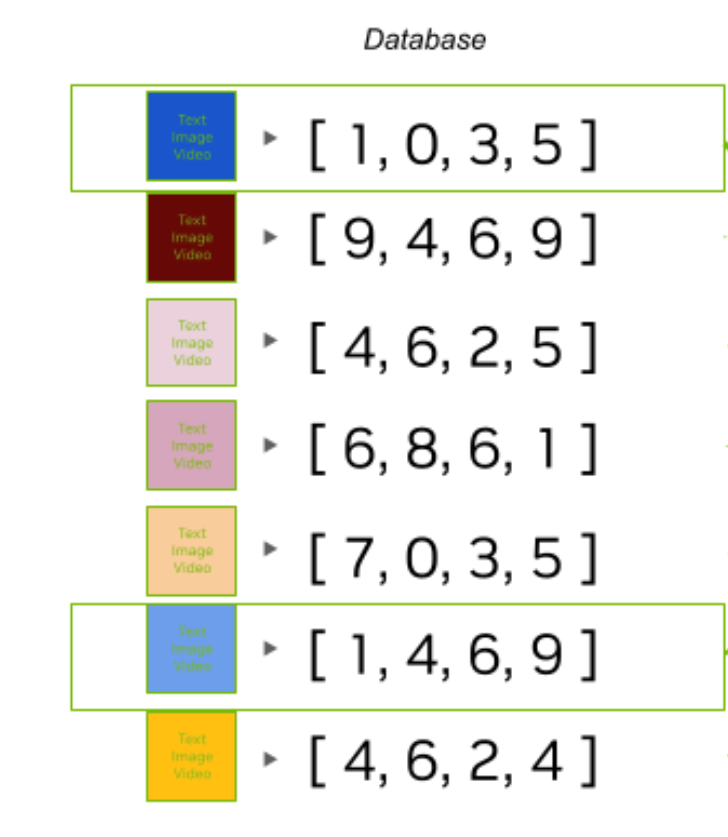 Database
Text
Image
Video
[ 1, 0, 3, 5 ]
Text
Image
Video
[ 9, 4, 6, 9 ]
Text
Image
Video
[ 4, 6, 2, 5 ]
Text
Image
Video
[ 6, 8, 6, 1 ]
Text
Image
Video
[ 7, 0, 3, 5 ]
Text
Image
Video
[ 1, 4, 6, 9 ]
Text
Image
Video
[ 4, 6, 2, 4 ]